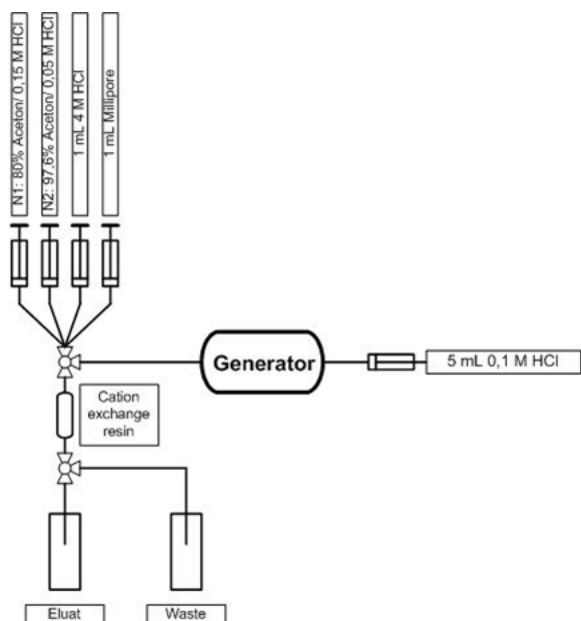 N1: 80% Aceton/ 0,15 M HCl
N2: 97,6% Aceton/ 0,05 M HCl
1 mL 4 M HCl
1 mL Millipore
Generator
5 mL 0,1 M HCl
Cation
exchange
resin
Eluat
Waste